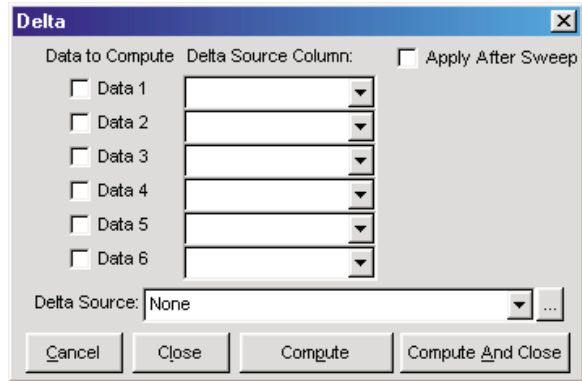 Delta
Data to Compute Delta Source Column: Apply After Sweep
Data 1
Data 2
Data 3
Data 4
Data 5
Data 6
Delta Source: None ...
Cancel Close Compute Compute And Close